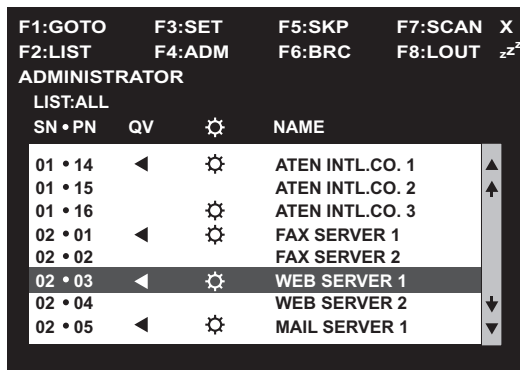 F1:GOTO F3:SET F5:SKP F7:SCAN X
F2:LIST F4:ADM F6:BRC F8:LOUT zzZ
ADMINISTRATOR
LIST:ALL
SN•PN QV NAME
01•14 ATEN INTL.CO. 1
01•15 ATEN INTL.CO. 2
01•16 ATEN INTL.CO. 3
02•01 FAX SERVER 1
02•02 FAX SERVER 2
02•03 WEB SERVER 1
02•04 WEB SERVER 2
02•05 MAIL SERVER 1